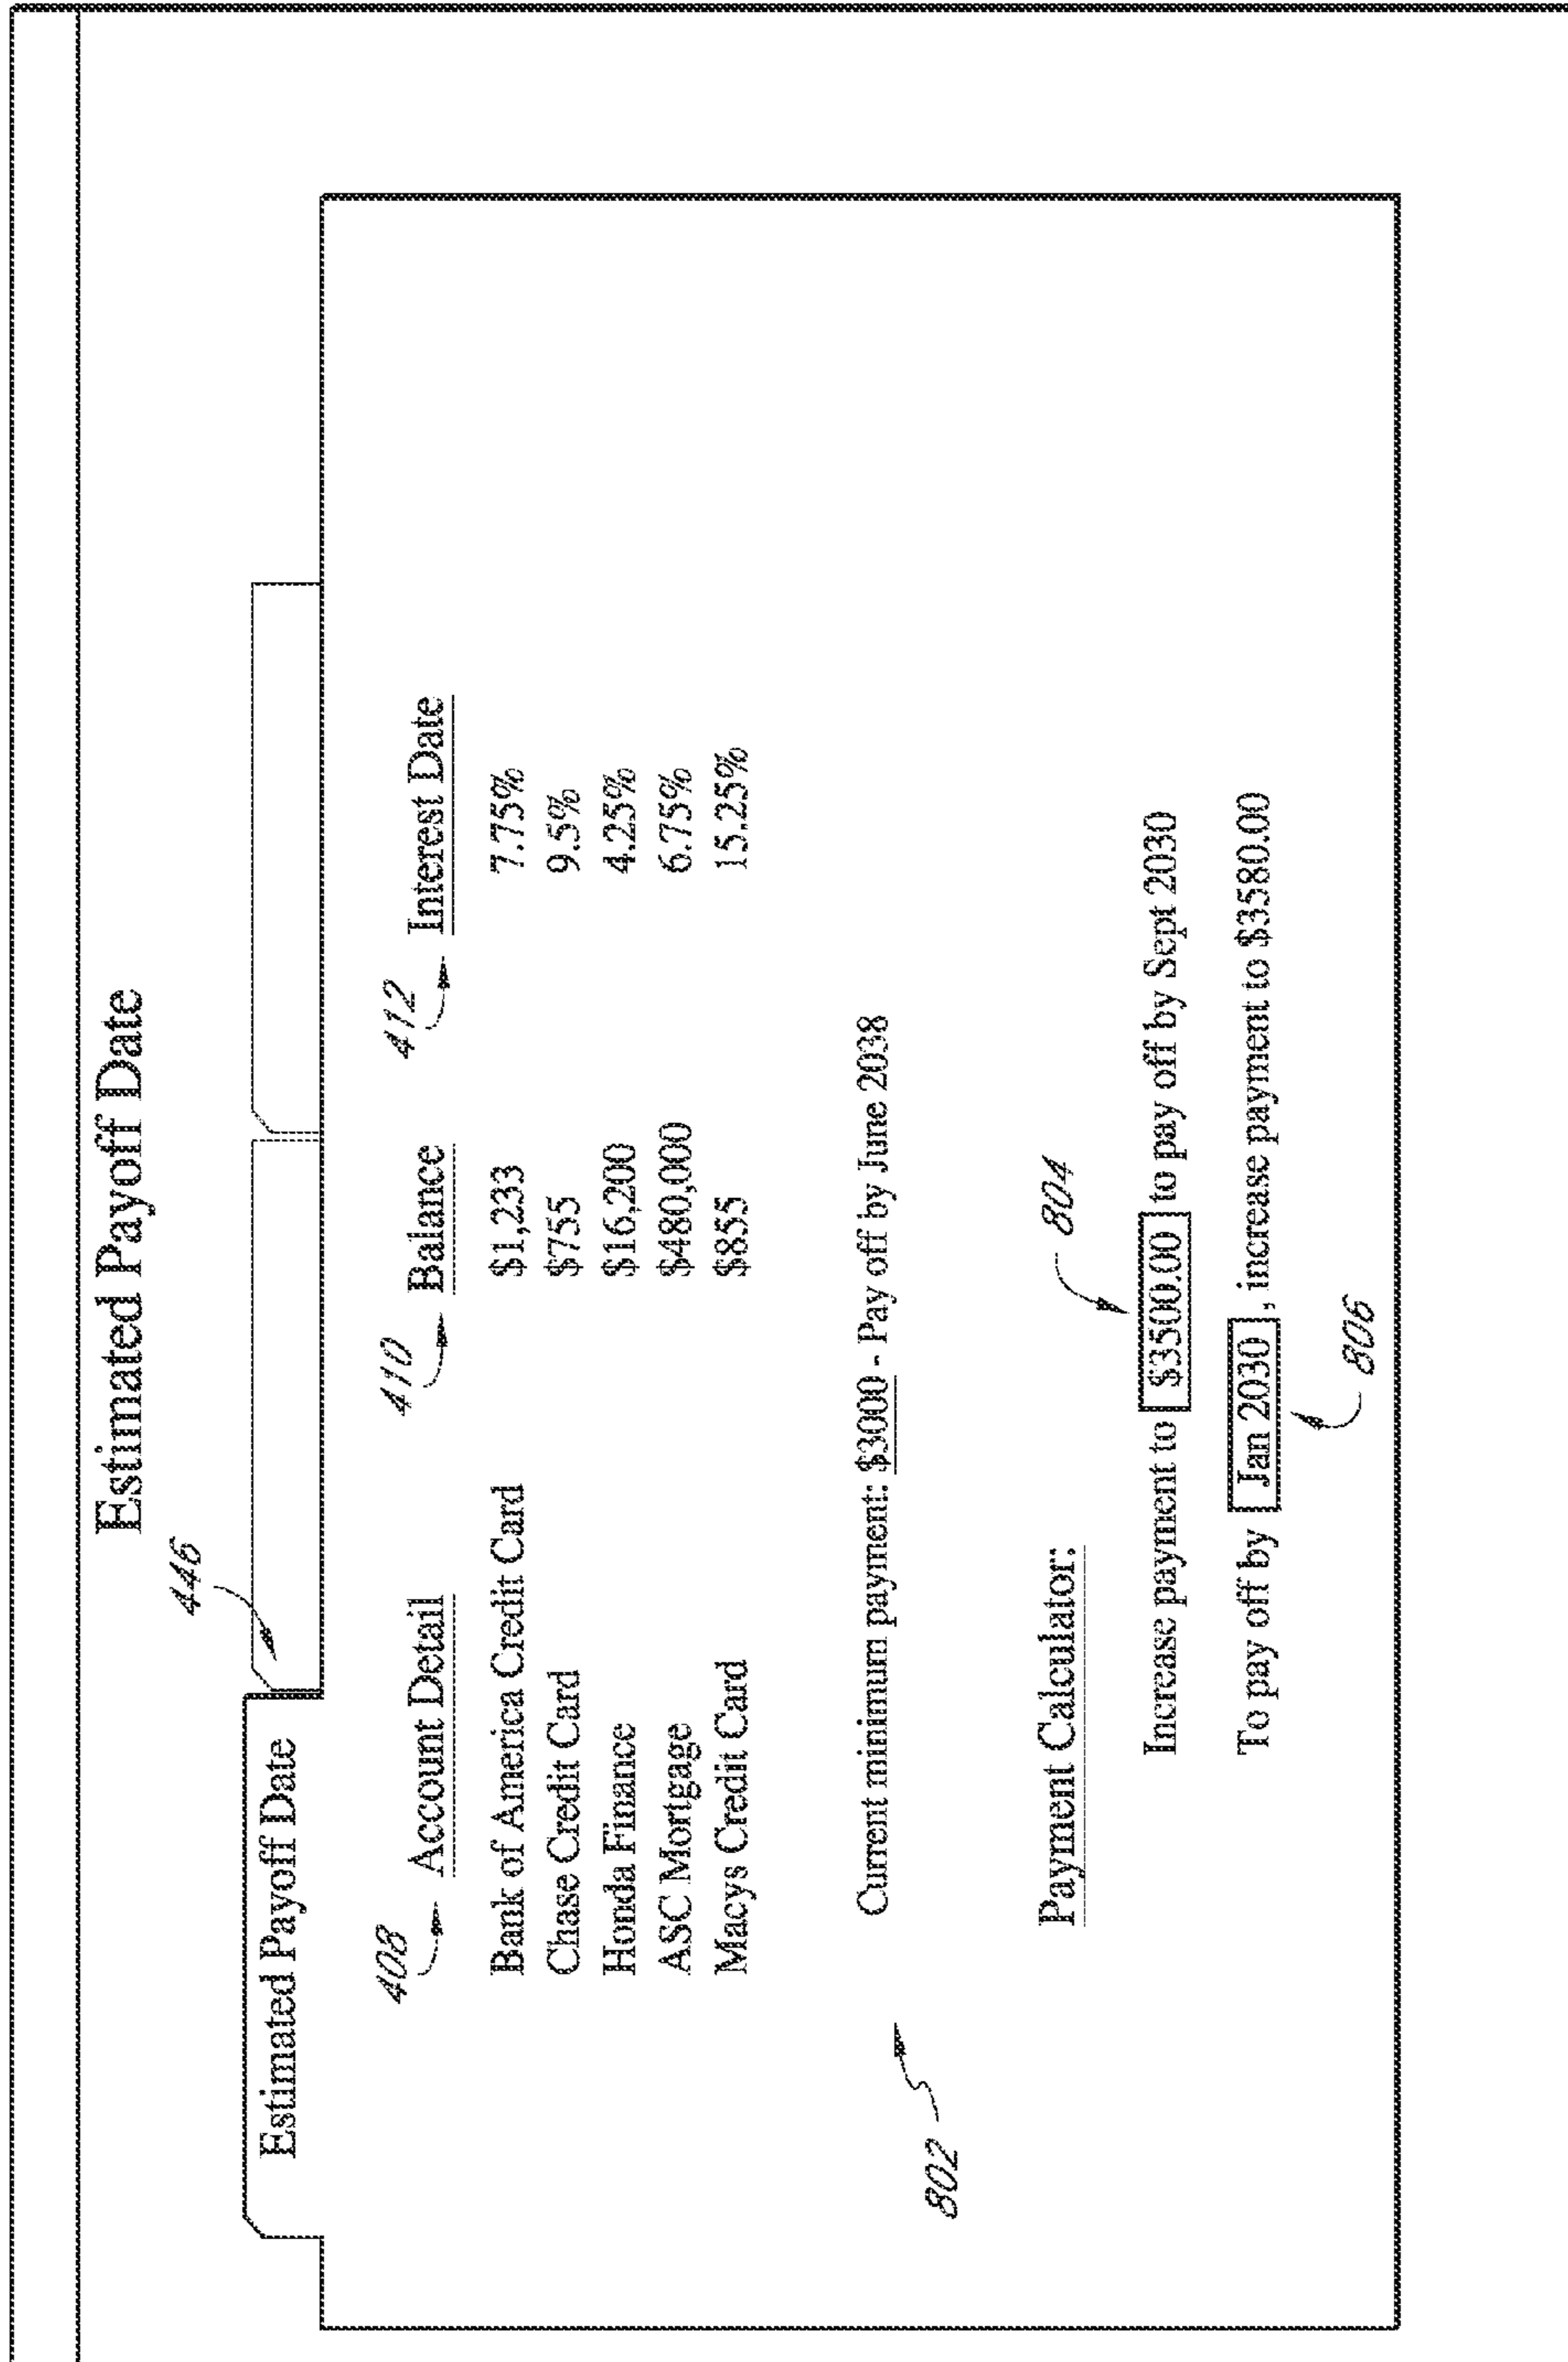 Estimated Payoff Date
446
Estimated Payoff Date
408 410 412
Account Detail Balance Interest Date
Bank of America Credit Card $1,233 7.75%
Chase Credit Card $755 9.5%
Honda Finance $16,200 4.25%
ASC Mortgage $480,000 6.75%
Macys Credit Card $855 15.25%
Current minimum payment: $3000 - Pay off by June 2038
802
Payment Calculator:
804
Increase payment to $3500.00 to pay off by Sept 2030
To pay off by Jan 2030, increase payment to $3580.00
806